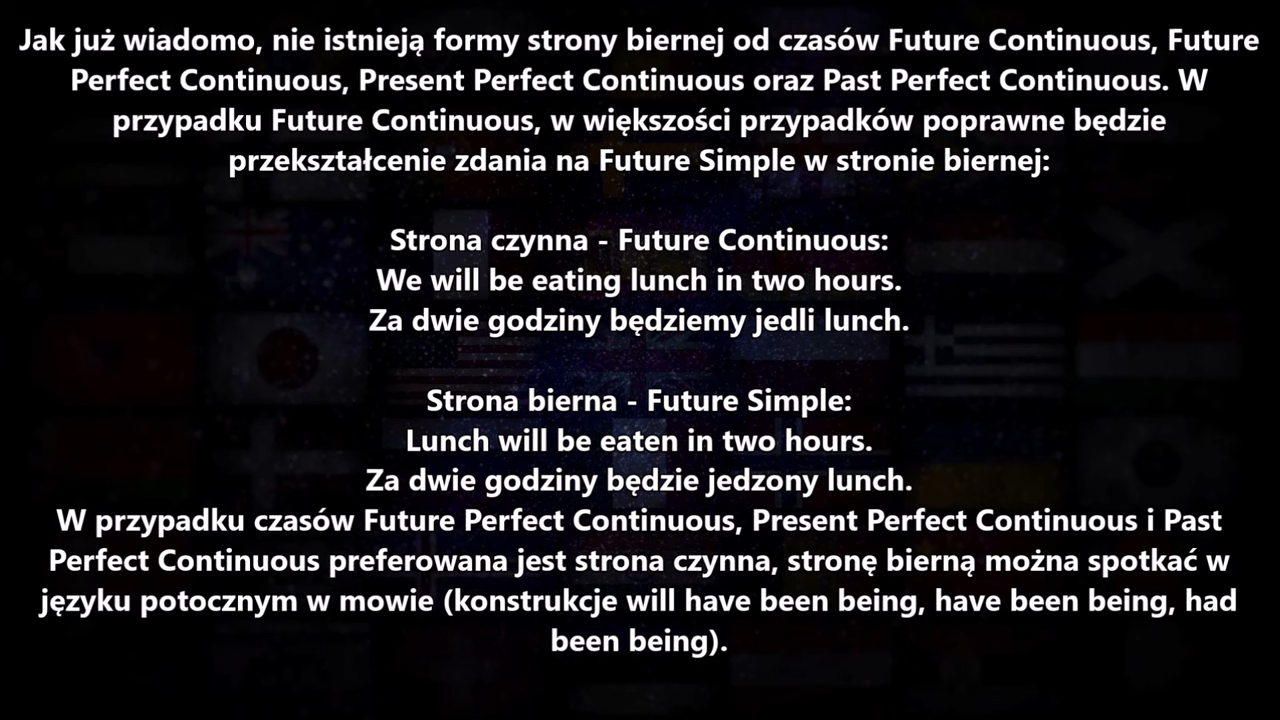 Jak już wiadomo, nie istnieją formy strony biernej od czasów Future Continuous, Future
Perfect Continuous, Present Perfect Continuous oraz Past Perfect Continuous. W
przypadku Future Continuous, w większości przypadków poprawne będzie
przekształcenie zdania na Future Simple w stronie biernej:
Strona czynna - Future Continuous:
We will be eating lunch in two hours.
Za dwie godziny będziemy jedli lunch.
Strona bierna - Future Simple:
Lunch will be eaten in two hours.
Za dwie godziny będzie jedzony lunch.
W przypadku czasów Future Perfect Continuous, Present Perfect Continuous i Past
Perfect Continuous preferowana jest strona czynna, stronę bierną można spotkać w
języku potocznym w mowie (konstrukcje will have been being, have been being, had
been being).